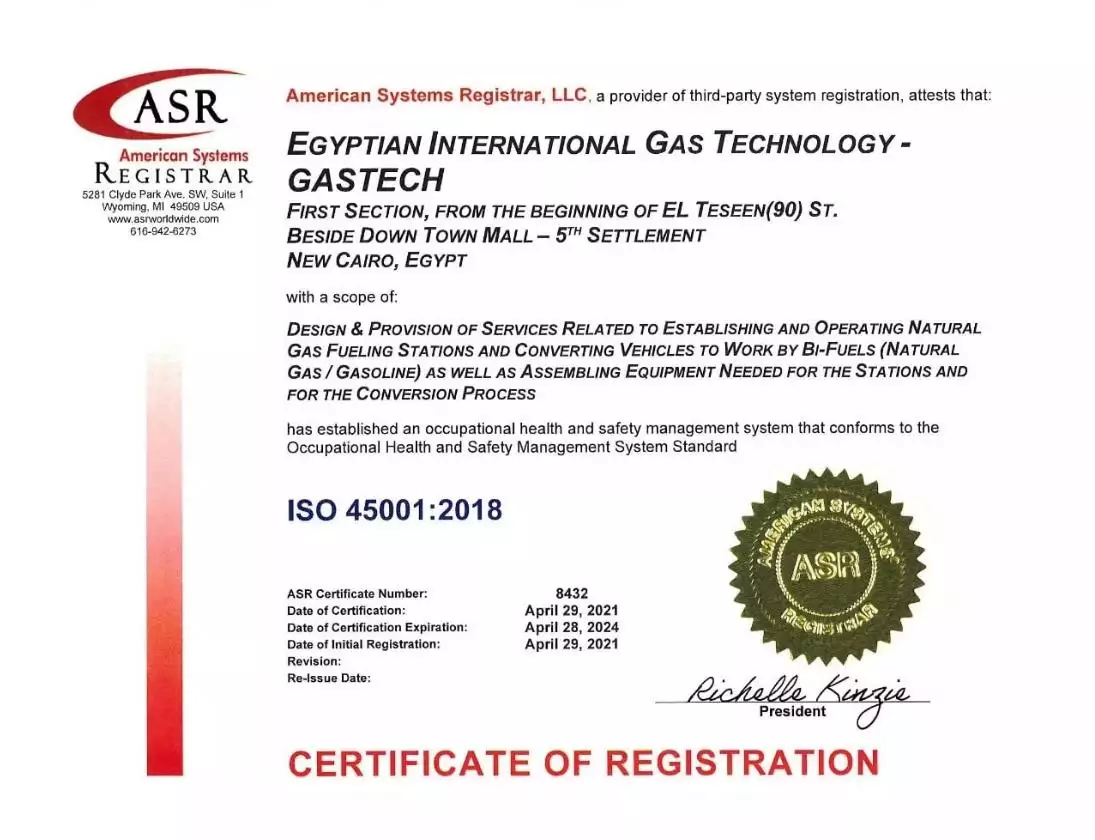 ASR
American Systems
REGISTRAR
5281 Clyde Park Ave. SW, Suite 1
Wyoming, MI 49509 USA
www.asrworldwide.com
616-942-6273
American Systems Registrar, LLC, a provider of third-party system registration, attests that:
EGYPTIAN INTERNATIONAL GAS TECHNOLOGY -
GASTECH
FIRST SECTION, FROM THE BEGINNING OF EL TESEEN(90) ST.
BESIDE DOWN TOWN MALL – 5TH SETTLEMENT
NEW CAIRO, EGYPT
with a scope of:
DESIGN & PROVISION OF SERVICES RELATED TO ESTABLISHING AND OPERATING NATURAL
GAS FUELING STATIONS AND CONVERTING VEHICLES TO WORK BY BI-FUELS (NATURAL
GAS / GASOLINE) AS WELL AS ASSEMBLING EQUIPMENT NEEDED FOR THE STATIONS AND
FOR THE CONVERSION PROCESS
has established an occupational health and safety management system that conforms to the
Occupational Health and Safety Management System Standard
ISO 45001:2018
ASR Certificate Number: 8432
Date of Certification: April 29, 2021
Date of Certification Expiration: April 28, 2024
Date of Initial Registration: April 29, 2021
Revision:
Re-Issue Date:
AMERICAN SYSTEMS
ASR
REGISTRAR
Richelle Kinzie
President
CERTIFICATE OF REGISTRATION